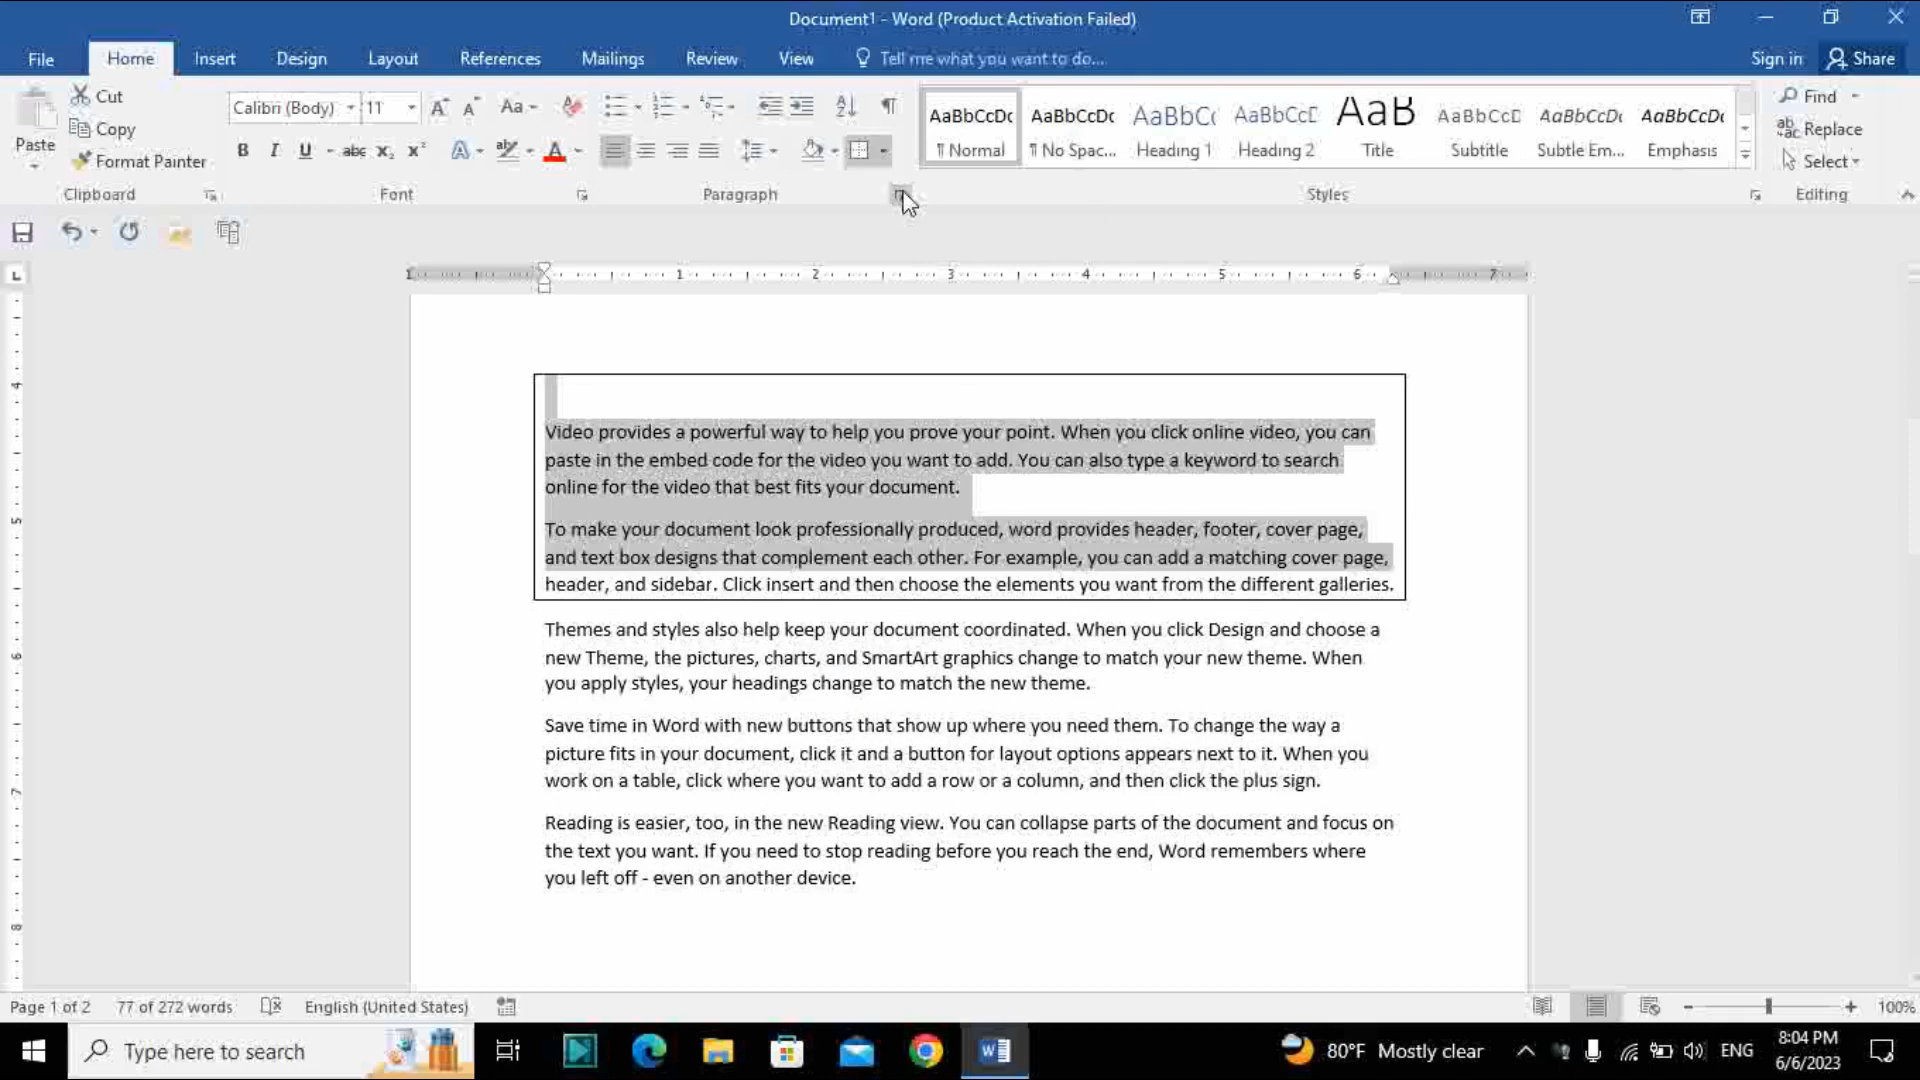 Document1 - Word (Product Activation Failed)
File Home Insert Design Layout References Mailings Review View Tell me what you want to do... Sign in Share
Cut
Copy
Format Painter
Paste
Calibri (Body) 11
AaBbCcDc AaBbCcDc AaBbC( AaBbCcD AaB AaBbCcD AaBbCcDc AaBbCcDc
¶ Normal ¶ No Spac... Heading 1 Heading 2 Title Subtitle Subtle Em... Emphasis
Find
Replace
Select
Clipboard Font Paragraph Styles Editing
1 1 2 3 4 5 6 7
Video provides a powerful way to help you prove your point. When you click online video, you can
paste in the embed code for the video you want to add. You can also type a keyword to search
online for the video that best fits your document.
To make your document look professionally produced, word provides header, footer, cover page,
and text box designs that complement each other. For example, you can add a matching cover page,
header, and sidebar. Click insert and then choose the elements you want from the different galleries.
Themes and styles also help keep your document coordinated. When you click Design and choose a
new Theme, the pictures, charts, and SmartArt graphics change to match your new theme. When
you apply styles, your headings change to match the new theme.
Save time in Word with new buttons that show up where you need them. To change the way a
picture fits in your document, click it and a button for layout options appears next to it. When you
work on a table, click where you want to add a row or a column, and then click the plus sign.
Reading is easier, too, in the new Reading view. You can collapse parts of the document and focus on
the text you want. If you need to stop reading before you reach the end, Word remembers where
you left off - even on another device.
4
5
6
7
8
Page 1 of 2 77 of 272 words English (United States) 100%
Type here to search 80°F Mostly clear ENG 8:04 PM
6/6/2023